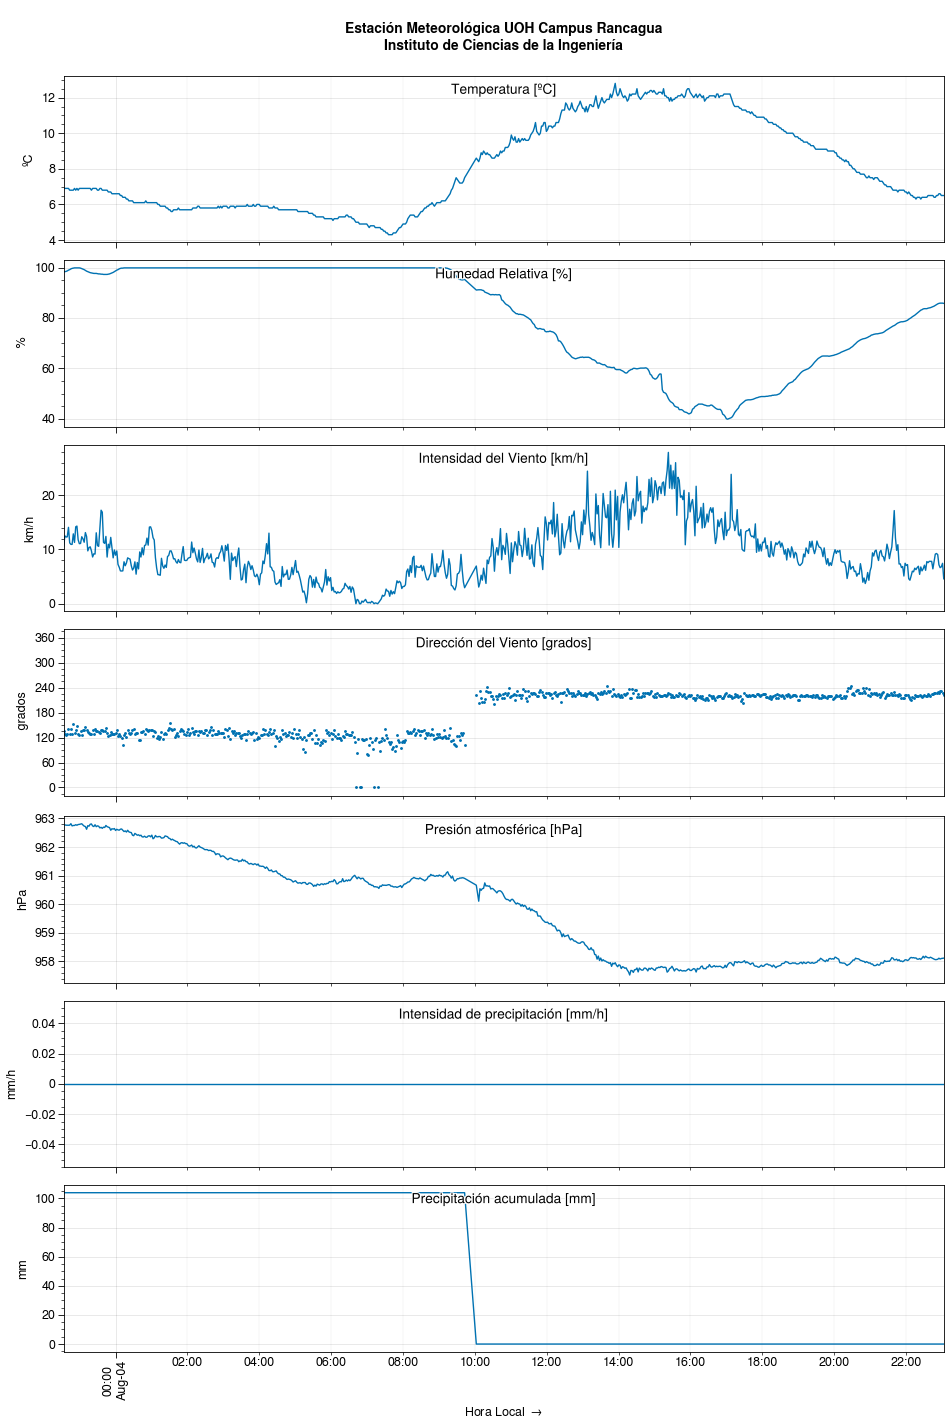 Estación Meteorológica UOH Campus Rancagua
Instituto de Ciencias de la Ingeniería
Temperatura [ºC]
ºC
12
10
8
6
4
Humedad Relativa [%]
%
100
80
60
40
Intensidad del Viento [km/h]
km/h
20
10
0
Dirección del Viento [grados]
grados
360
300
240
180
120
60
0
Presión atmosférica [hPa]
hPa
963
962
961
960
959
958
Intensidad de precipitación [mm/h]
mm/h
0.04
0.02
0
−0.02
−0.04
Precipitación acumulada [mm]
mm
100
80
60
40
20
0
00:00
Aug-04
02:00 04:00 06:00 08:00 10:00 12:00 14:00 16:00 18:00 20:00 22:00
Hora Local →